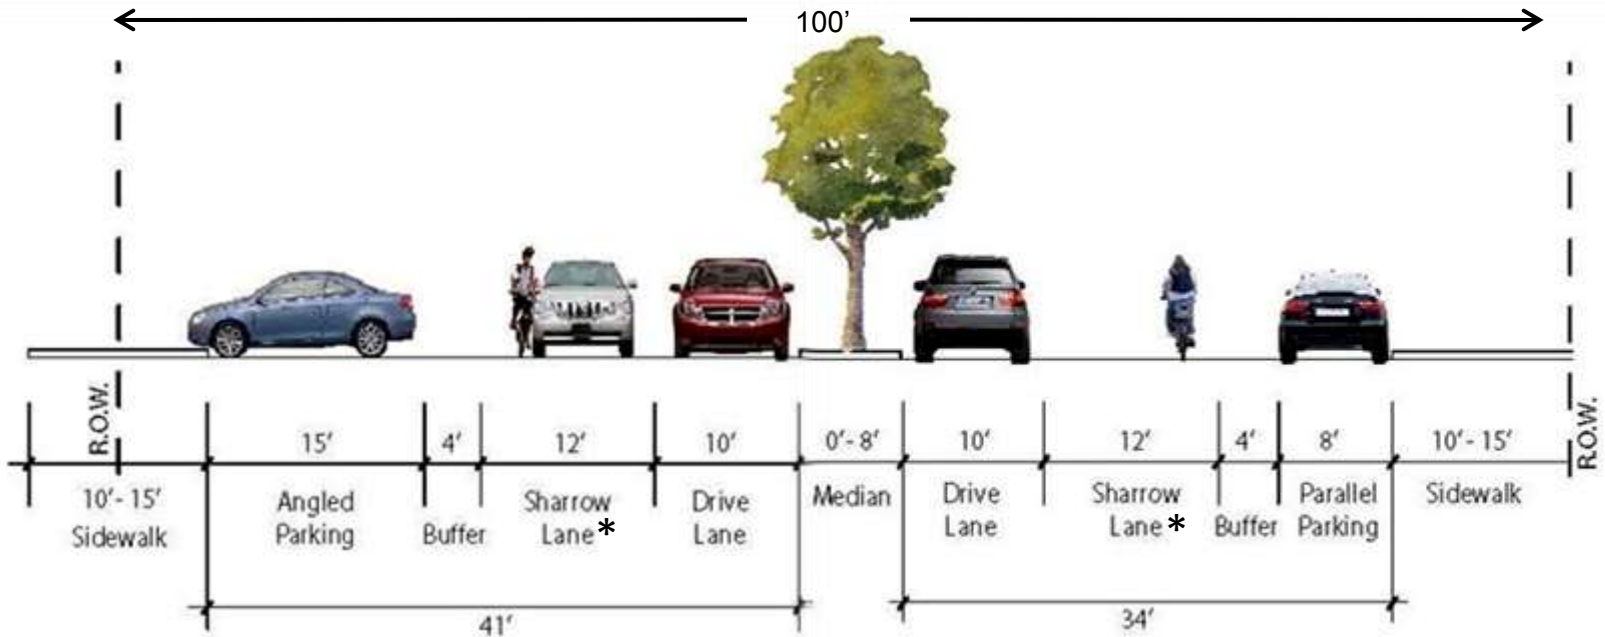 100’
R.O.W.
15’
4’
12’
10’
0’- 8’
10’
12’
4’
8’
10’ - 15’
R.O.W.
10’- 15’
Sidewalk
Angled
Parking
Buffer
Sharrow
Lane*
Drive
Lane
Median
Drive
Lane
Sharrow
Lane*
Buffer
Parallel
Parking
Sidewalk
41’
34’